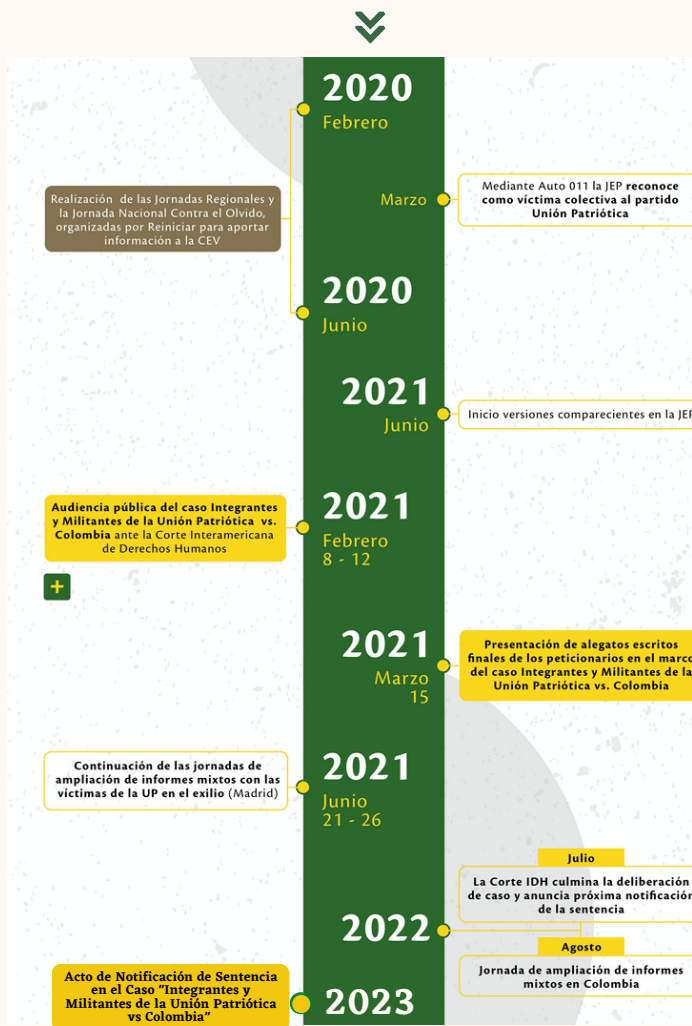 2020
Febrero
Realización de las Jornadas Regionales y
la Jornada Nacional Contra el Olvido,
organizadas por Reiniciar para aportar
información a la CEV
Marzo
Mediante Auto 011 la JEP reconoce
como víctima colectiva al partido
Unión Patriótica
2020
Junio
2021
Junio
Inicio versiones comparecientes en la JEP
2021
Febrero
8 - 12
Audiencia pública del caso Integrantes
y Militantes de la Unión Patriótica vs.
Colombia ante la Corte Interamericana
de Derechos Humanos
+
2021
Marzo
15
Presentación de alegatos escritos
finales de los peticionarios en el marco
del caso Integrantes y Militantes de la
Unión Patriótica vs. Colombia
2021
Junio
21 - 26
Continuación de las jornadas de
ampliación de informes mixtos con las
víctimas de la UP en el exilio (Madrid)
2022
Julio
La Corte IDH culmina la deliberación
de caso y anuncia próxima notificación
de la sentencia
Agosto
Jornada de ampliación de informes
mixtos en Colombia
2023
Acto de Notificación de Sentencia
en el Caso "Integrantes y
Militantes de la Unión Patriótica
vs Colombia"